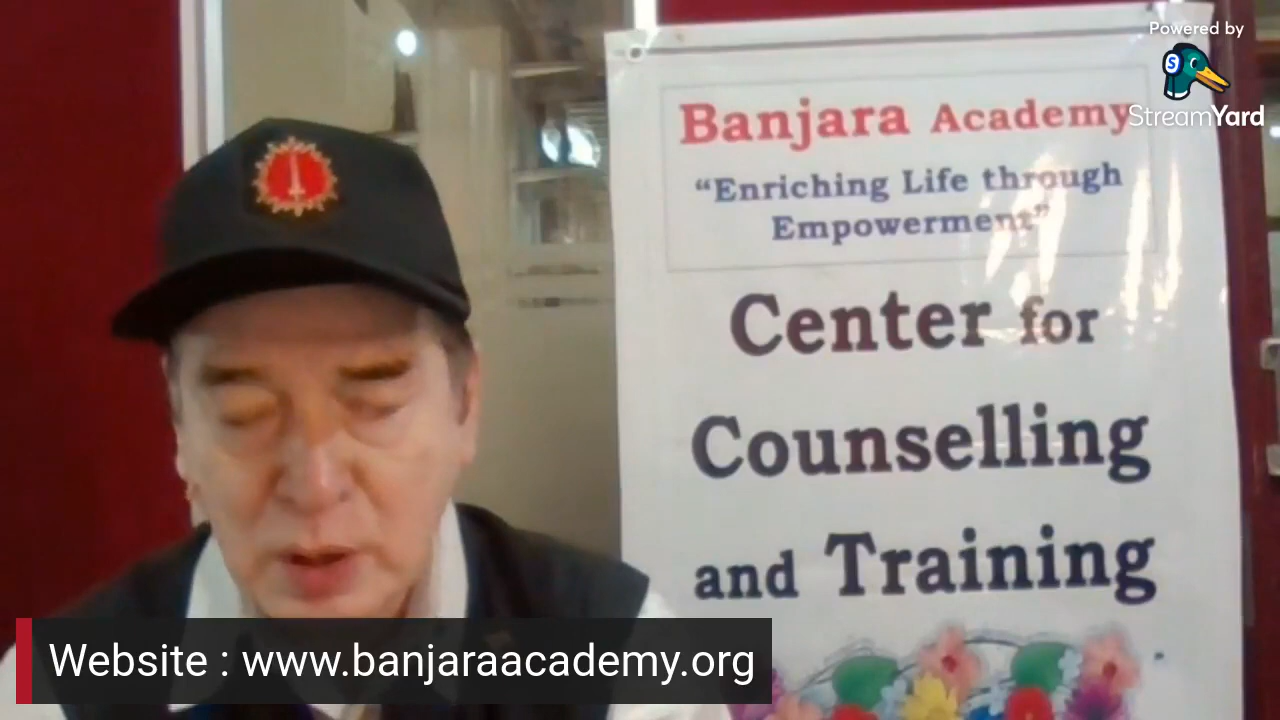 Powered by
StreamYard
Banjara Academy
“Enriching Life through
Empowerment”
Center for
Counselling
and Training
Website : www.banjaraacademy.org